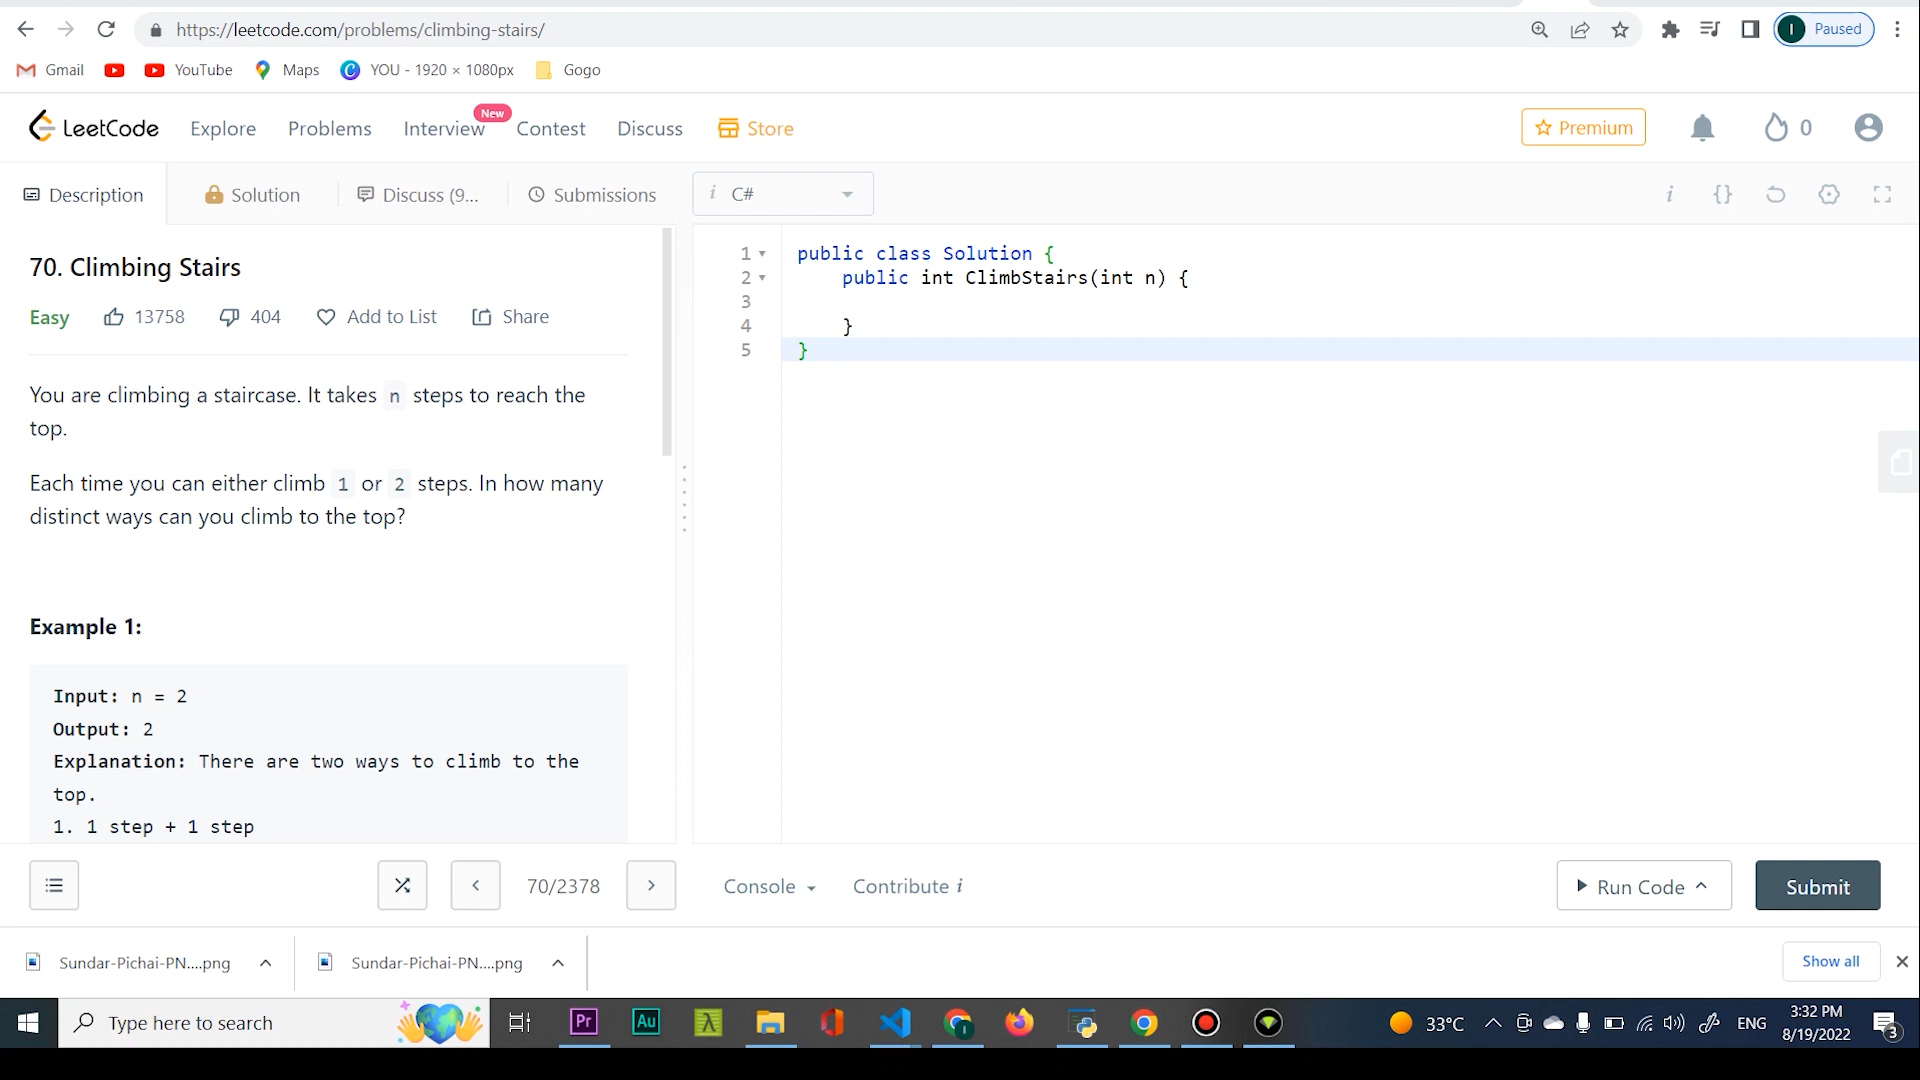 https://leetcode.com/problems/climbing-stairs/
Paused
Gmail YouTube Maps YOU - 1920 × 1080px Gogo
LeetCode Explore Problems Interview New Contest Discuss Store Premium 0
Description Solution Discuss (9... Submissions i C#
70. Climbing Stairs
Easy 13758 404 Add to List Share
You are climbing a staircase. It takes n steps to reach the
top.
Each time you can either climb 1 or 2 steps. In how many
distinct ways can you climb to the top?
Example 1:
Input: n = 2
Output: 2
Explanation: There are two ways to climb to the
top.
1. 1 step + 1 step
1 public class Solution {
2 public int ClimbStairs(int n) {
3
4 }
5 }
70/2378 Console Contribute i Run Code Submit
Sundar-Pichai-PN....png Sundar-Pichai-PN....png Show all
Type here to search Pr Au 33°C ENG 3:32 PM
8/19/2022 3